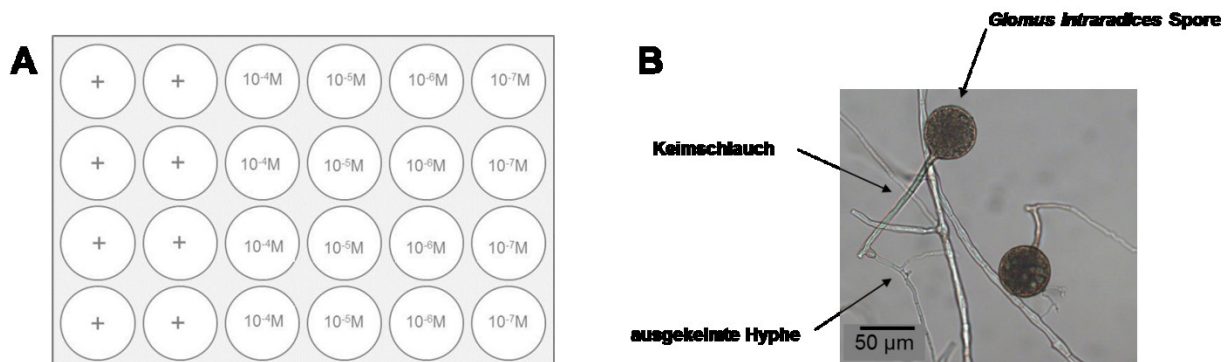 A
+ + 10⁻⁴M 10⁻⁵M 10⁻⁶M 10⁻⁷M
+ + 10⁻⁴M 10⁻⁵M 10⁻⁶M 10⁻⁷M
+ + 10⁻⁴M 10⁻⁵M 10⁻⁶M 10⁻⁷M
+ + 10⁻⁴M 10⁻⁵M 10⁻⁶M 10⁻⁷M
B
Glomus intraradices Spore
Keimschlauch
ausgekeimte Hyphe
50 µm